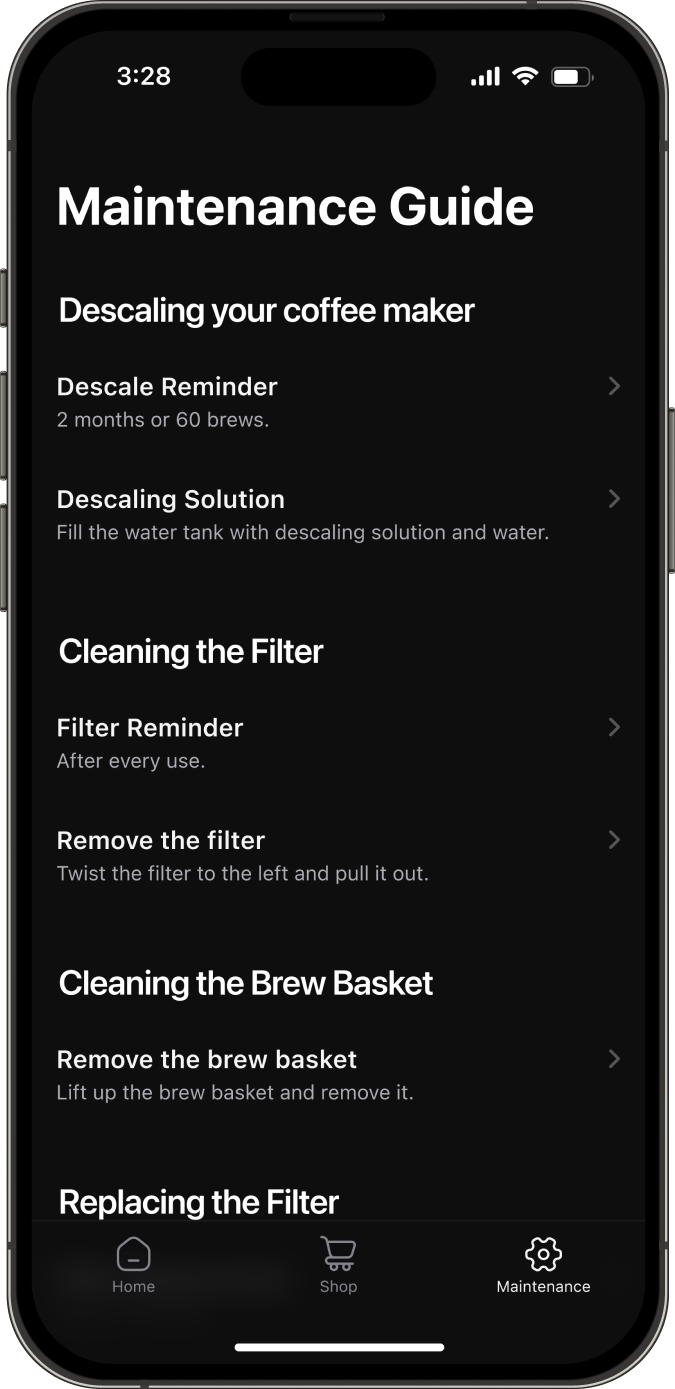 3:28
Maintenance Guide
Descaling your coffee maker
Descale Reminder
2 months or 60 brews.
Descaling Solution
Fill the water tank with descaling solution and water.
Cleaning the Filter
Filter Reminder
After every use.
Remove the filter
Twist the filter to the left and pull it out.
Cleaning the Brew Basket
Remove the brew basket
Lift up the brew basket and remove it.
Replacing the Filter
Home Shop Maintenance